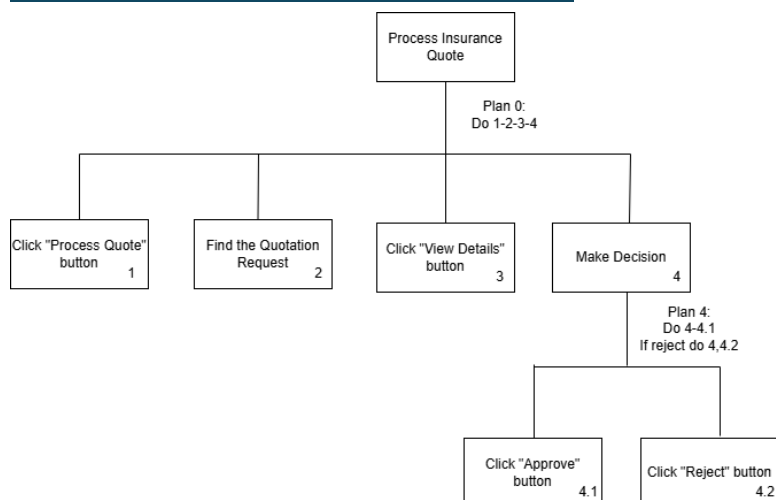 Process Insurance
Quote
Plan 0:
Do 1-2-3-4
Click "Process Quote"
button
1
Find the Quotation
Request
2
Click "View Details"
button
3
Make Decision
4
Plan 4:
Do 4-4.1
If reject do 4,4.2
Click "Approve"
button
4.1
Click "Reject" button
4.2